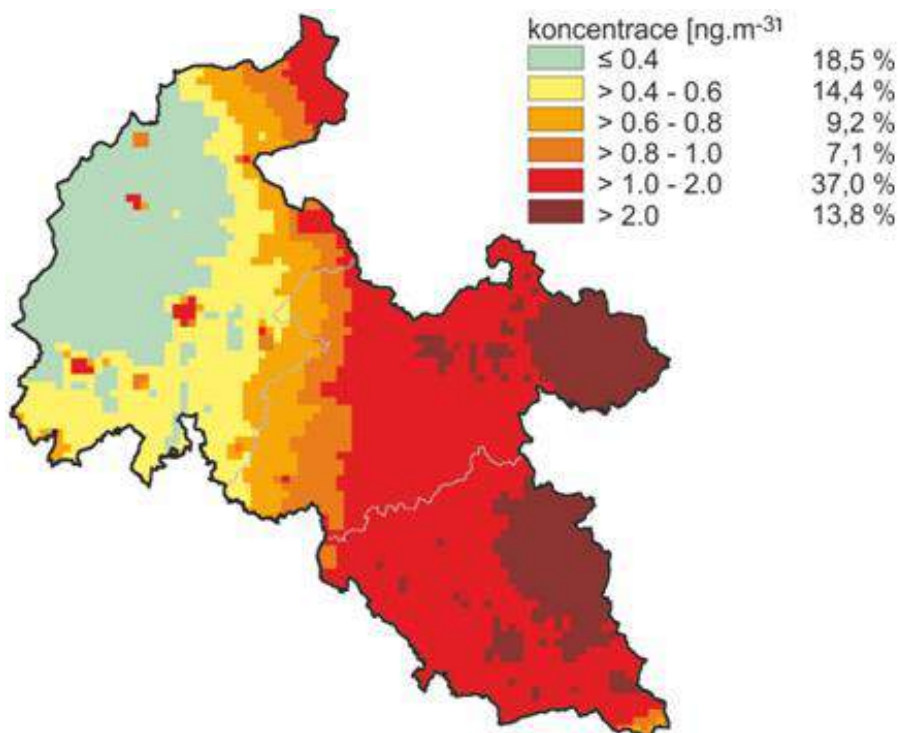 koncentrace [ng.m-3]
≤ 0.4 18,5 %
> 0.4 - 0.6 14,4 %
> 0.6 - 0.8 9,2 %
> 0.8 - 1.0 7,1 %
> 1.0 - 2.0 37,0 %
> 2.0 13,8 %